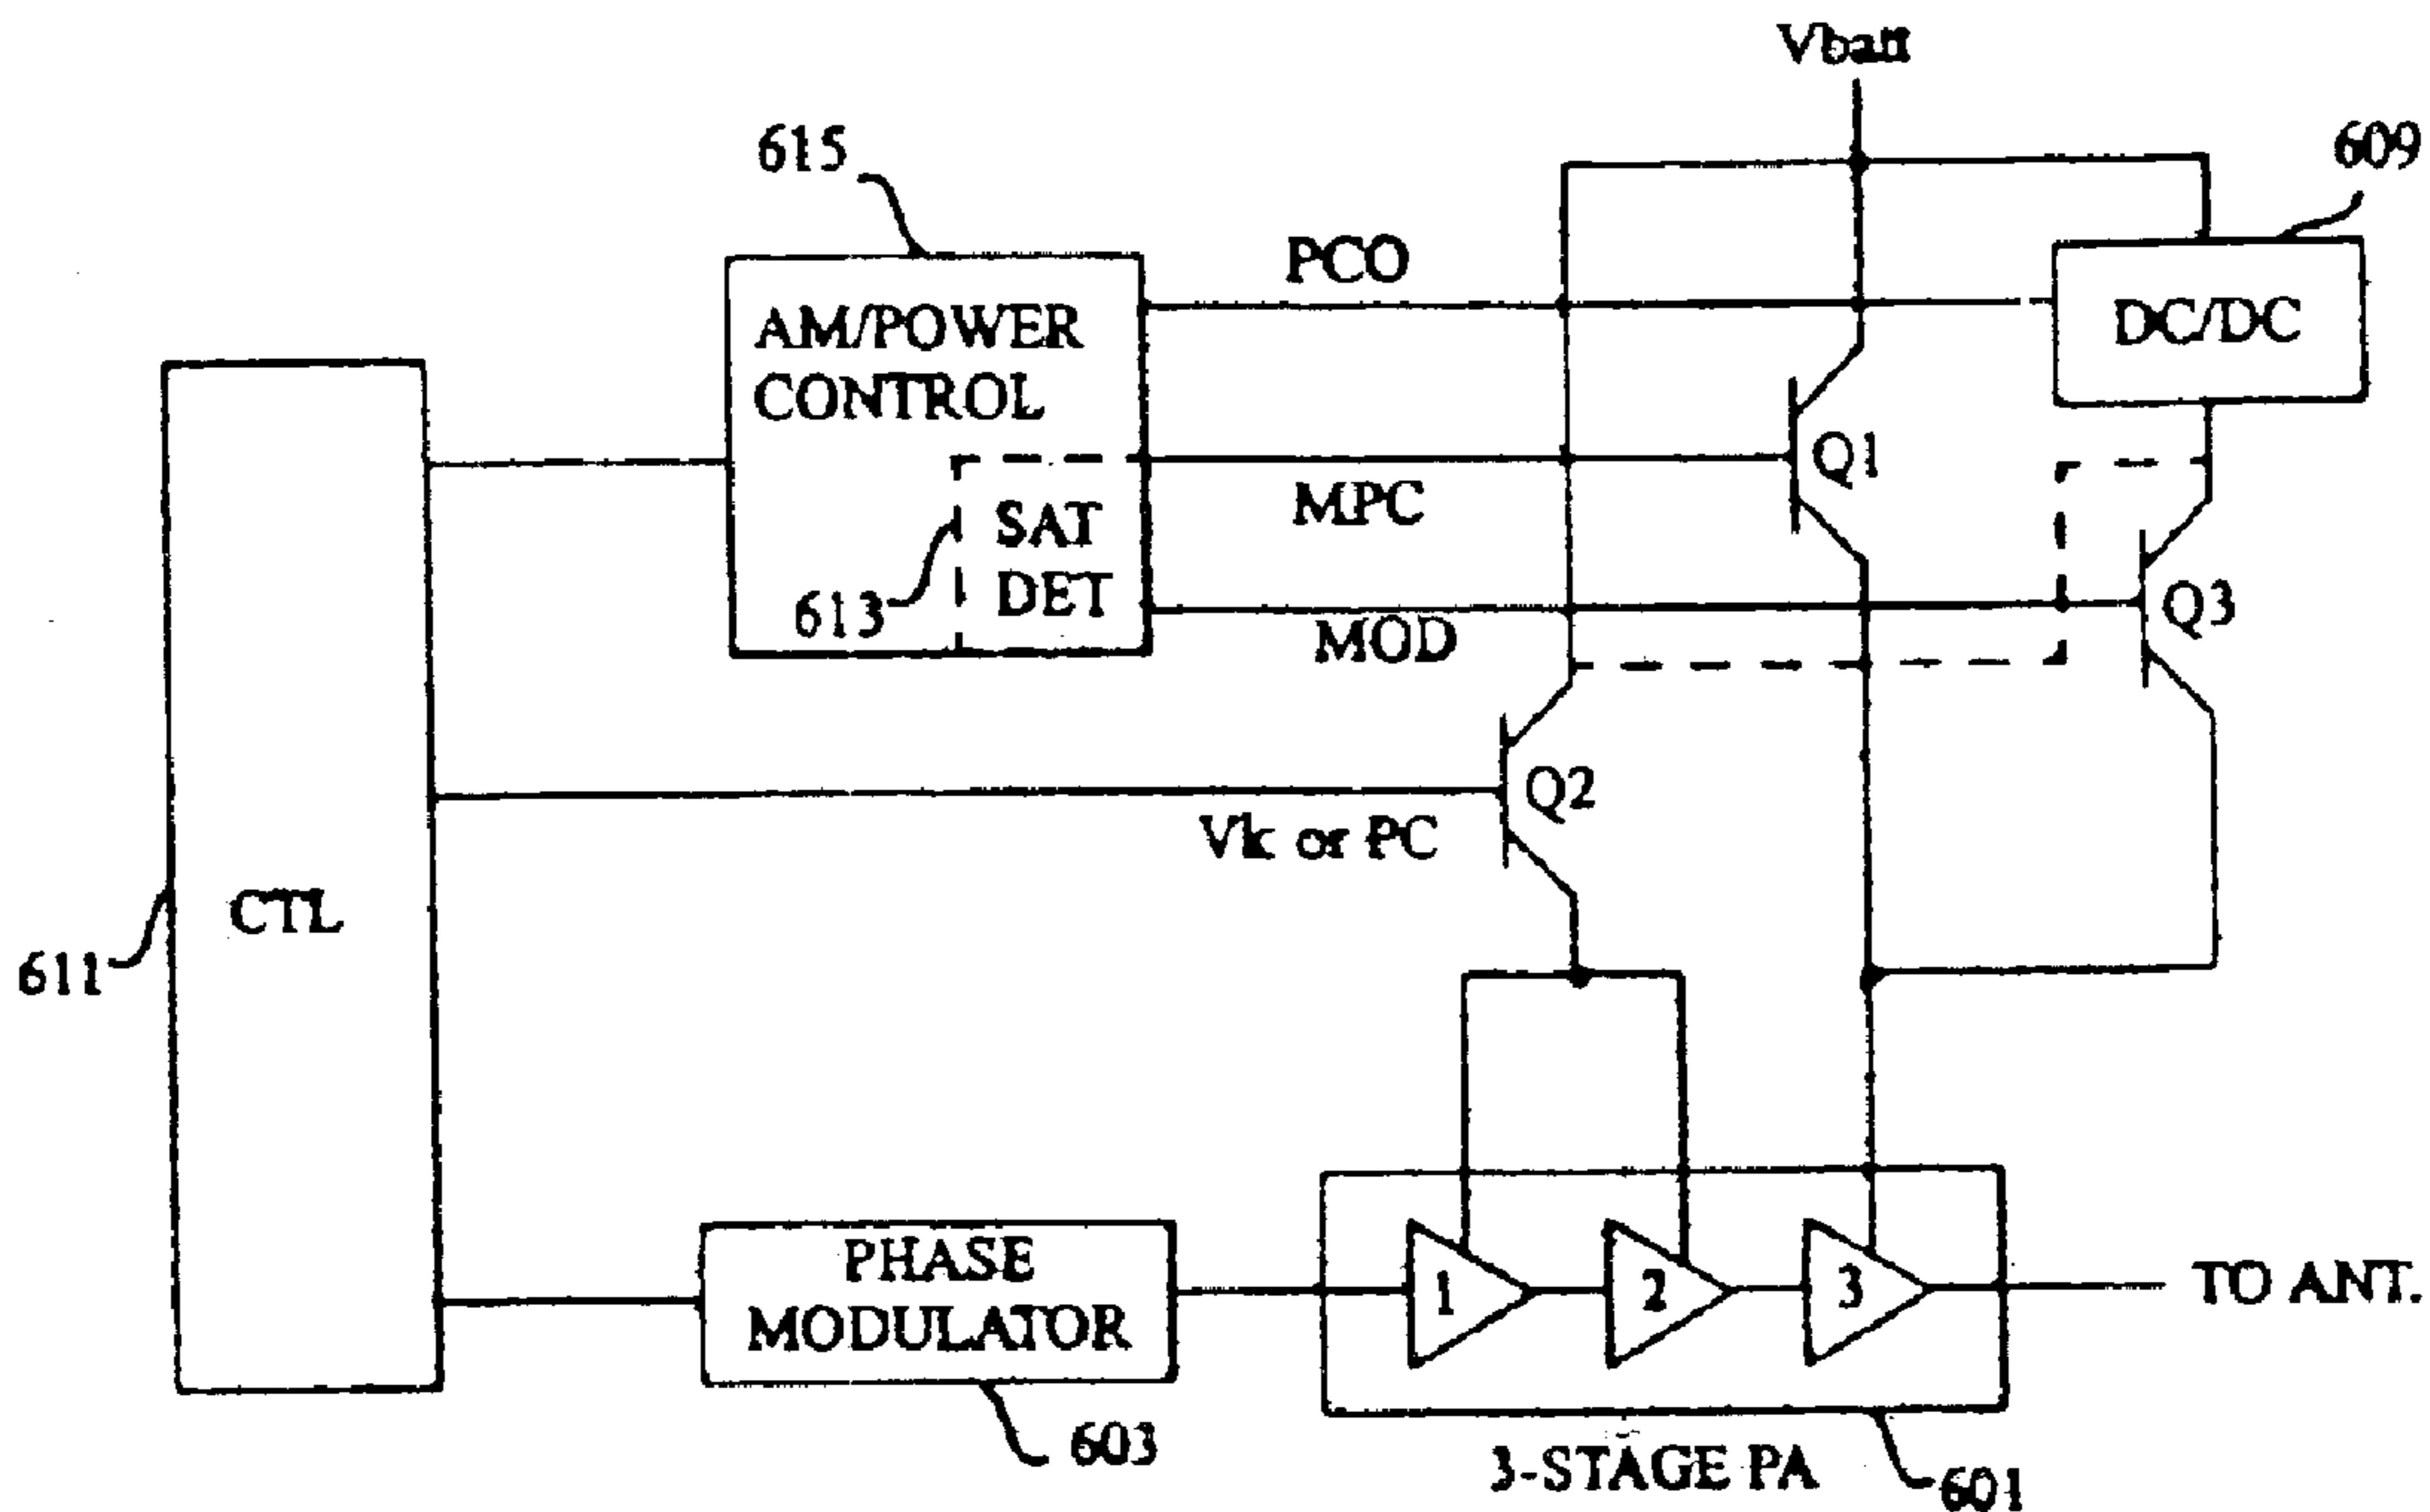 Vbatt
615
609
PCO
AM/POWER
CONTROL
DC/DC
Q1
MPC
SAT
DET
613
Q3
MOD
Q2
Vk or PC
CTL
611
PHASE
MODULATOR
1
2
3
TO ANT.
603
3-STAGE PA
601